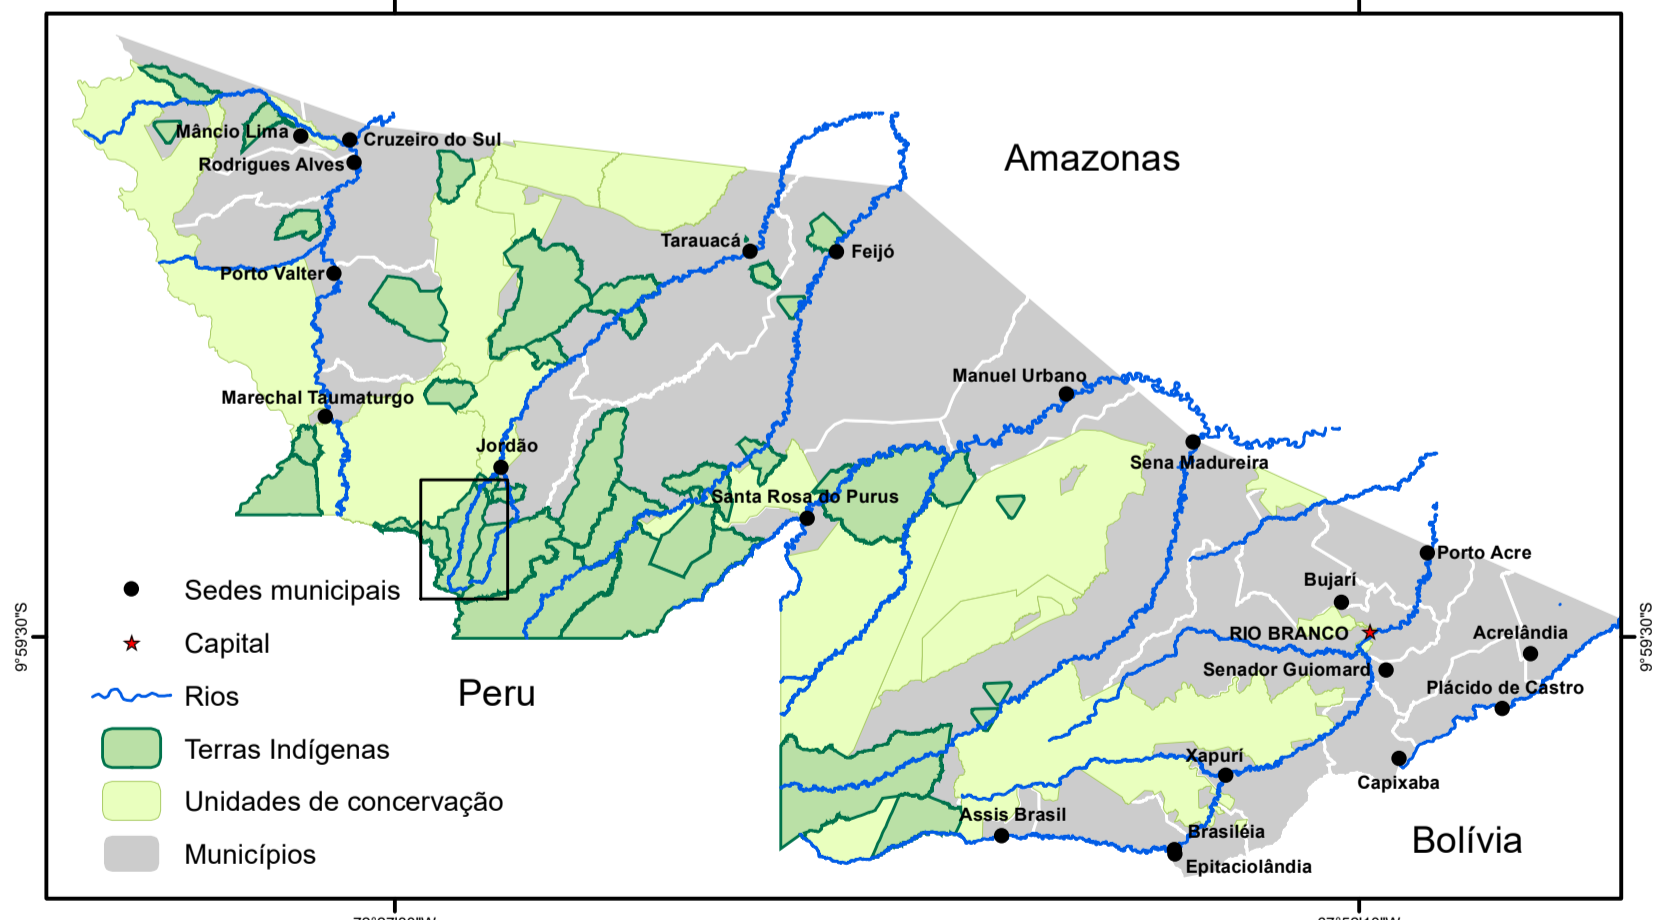 Amazonas
Mâncio Lima
Cruzeiro do Sul
Rodrigues Alves
Tarauacá
Feijó
Porto Valter
Manuel Urbano
Marechal Taumaturgo
Jordão
Sena Madureira
Santa Rosa do Purus
Porto Acre
Bujarí
RIO BRANCO
Acrelândia
Senador Guiomard
Plácido de Castro
Peru
Xapurí
Capixaba
Assis Brasil
Brasiléia
Epitaciolândia
Bolívia
Sedes municipais
Capital
Rios
Terras Indígenas
Unidades de concervação
Municípios
9°59'30"S
9°59'30"S